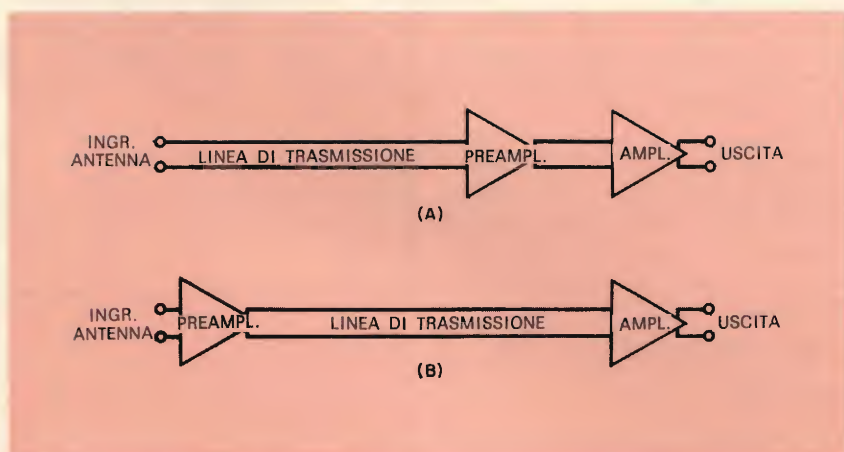 INGR.
ANTENNA
LINEA DI TRASMISSIONE
PREAMPL.
AMPL.
USCITA
(A)
INGR.
ANTENNA
PREAMPL.
LINEA DI TRASMISSIONE
AMPL.
USCITA
(B)